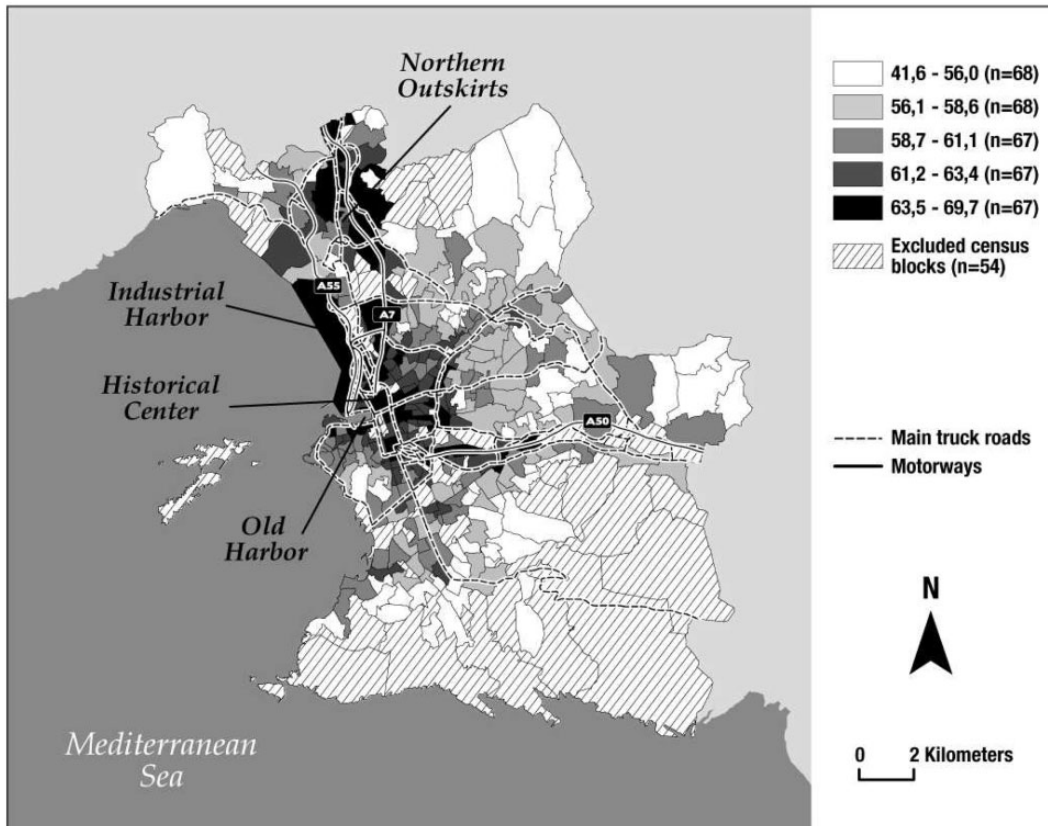 Northern
Outskirts
Industrial
Harbor
Historical
Center
Old
Harbor
Mediterranean
Sea
A55
A7
A50
41,6 - 56,0 (n=68)
56,1 - 58,6 (n=68)
58,7 - 61,1 (n=67)
61,2 - 63,4 (n=67)
63,5 - 69,7 (n=67)
Excluded census
blocks (n=54)
Main truck roads
Motorways
N
0 2 Kilometers